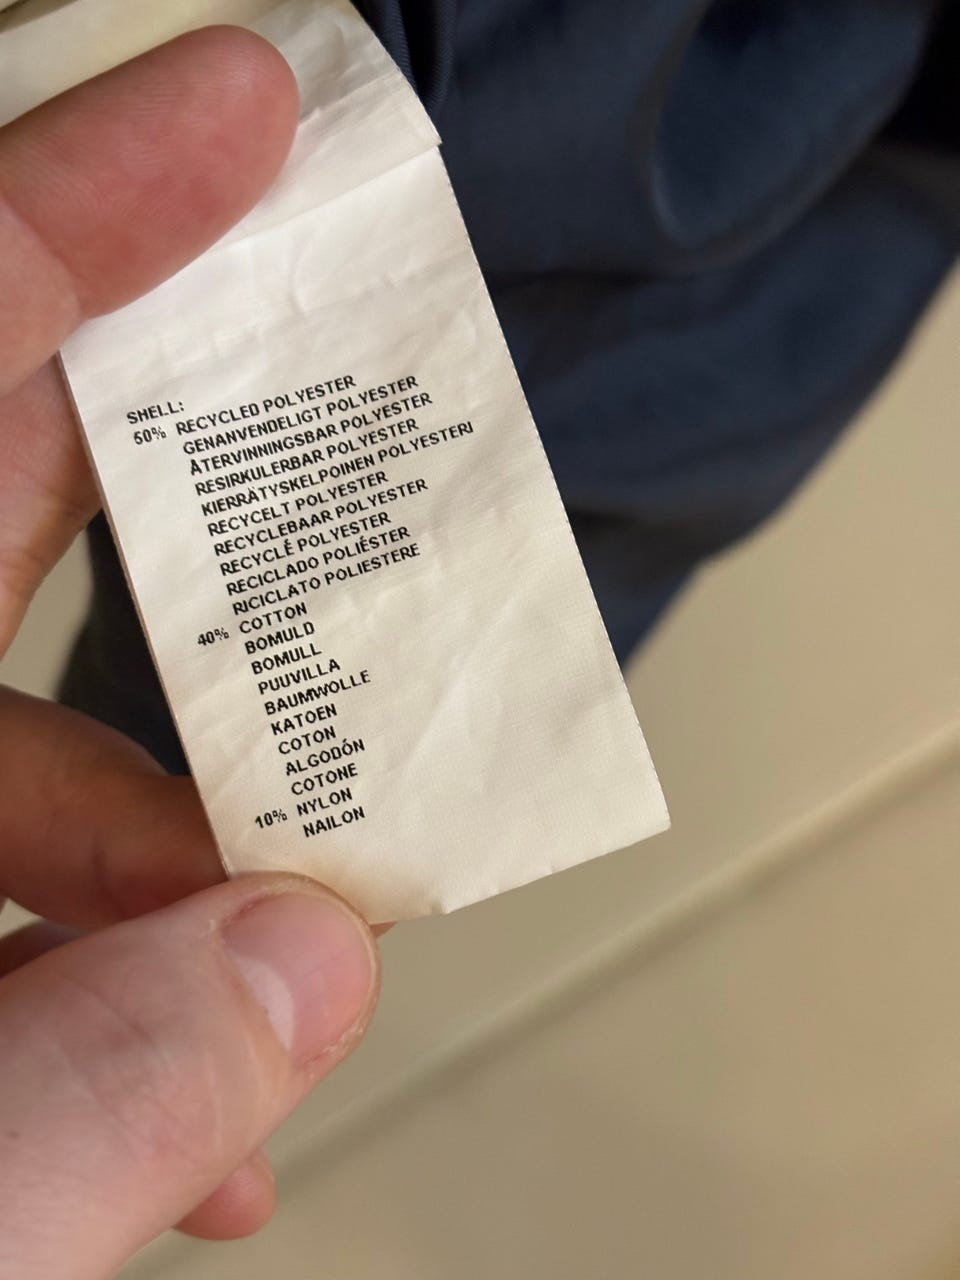 SHELL:
50% RECYCLED POLYESTER
GENANVENDELIGT POLYESTER
ÅTERVINNINGSBAR POLYESTER
RESIRKULERBAR POLYESTER
KIERRÄTYSKELPOINEN POLYESTERI
RECYCELT POLYESTER
RECYCLEBAAR POLYESTER
RECYCLÉ POLYESTER
RECICLADO POLIÉSTER
RICICLATO POLIESTERE
40% COTTON
BOMULD
BOMULL
PUUVILLA
BAUMWOLLE
KATOEN
COTON
ALGODÓN
COTONE
10% NYLON
NAILON